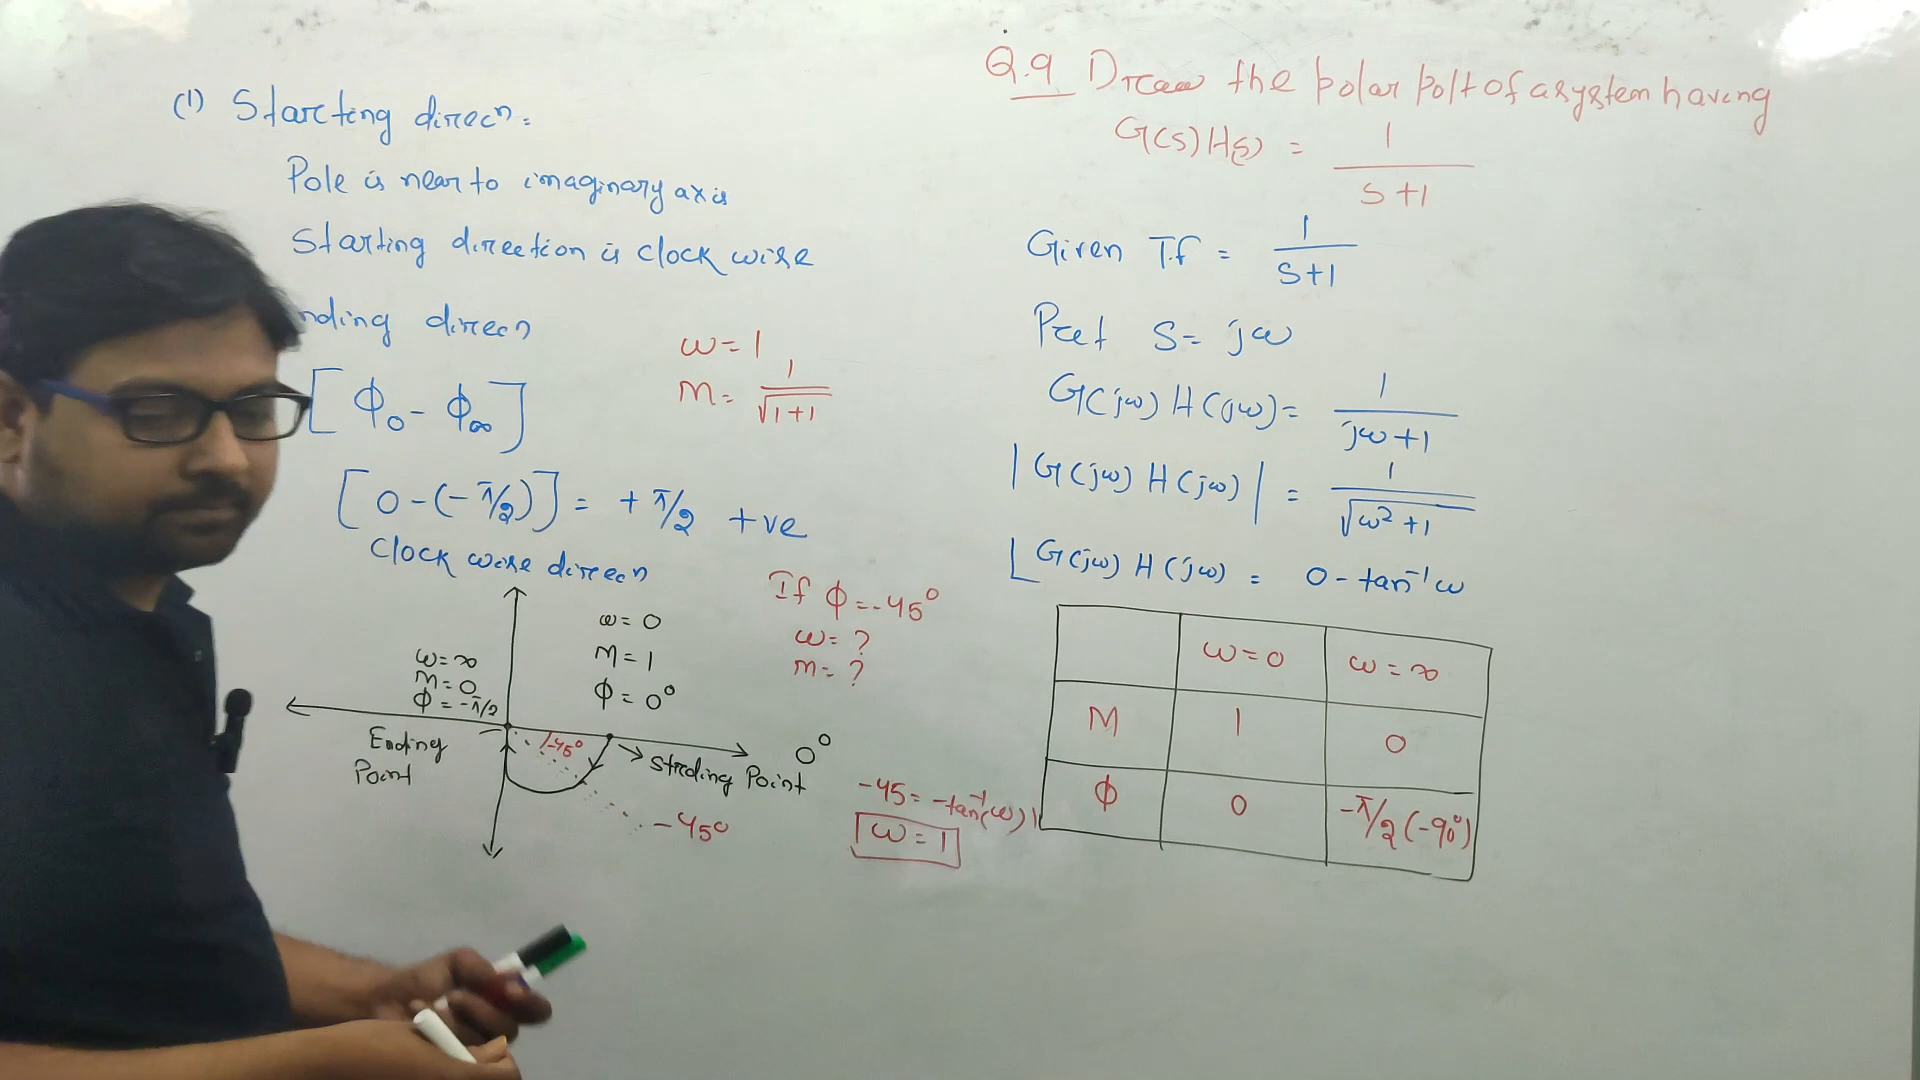 (1) Starting direcn:
Pole is near to imaginary axis
Starting direction is clock wise
nding direcn
[ϕ₀ - ϕ∞]
[0-(-π/2)] = +π/2 +ve
Clock wise direcn
ω=1
M= 1/√1+1
ω=∞
M=0
ϕ=-π/2
ω=0
M=1
ϕ=0°
Ending
Point
-45°
Starting Point
0°
-45°
If ϕ=-45°
ω=?
M=?
-45=-tan⁻¹(ω)
ω=1
Q.9 Draw the polar polt of a system having
G(s)H(s) = 1/s+1
Given T.f = 1/s+1
Put S=jω
G(jω)H(jω)= 1/jω+1
|G(jω)H(jω)| = 1/√ω²+1
∠G(jω)H(jω) = 0-tan⁻¹ω
ω=0 ω=∞
M 1 0
ϕ 0 -π/2(-90°)